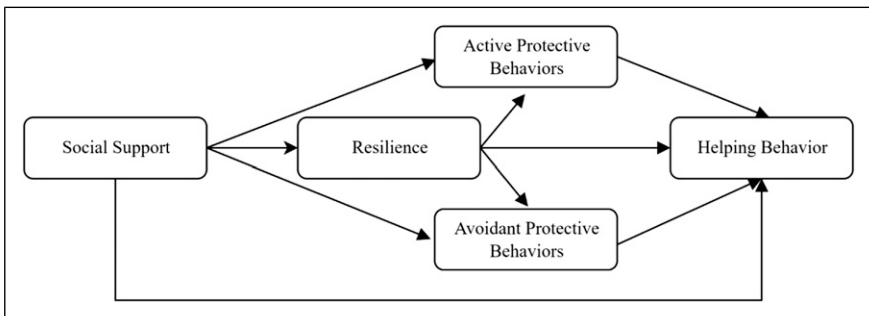 Active Protective
Behaviors
Social Support
Resilience
Helping Behavior
Avoidant Protective
Behaviors